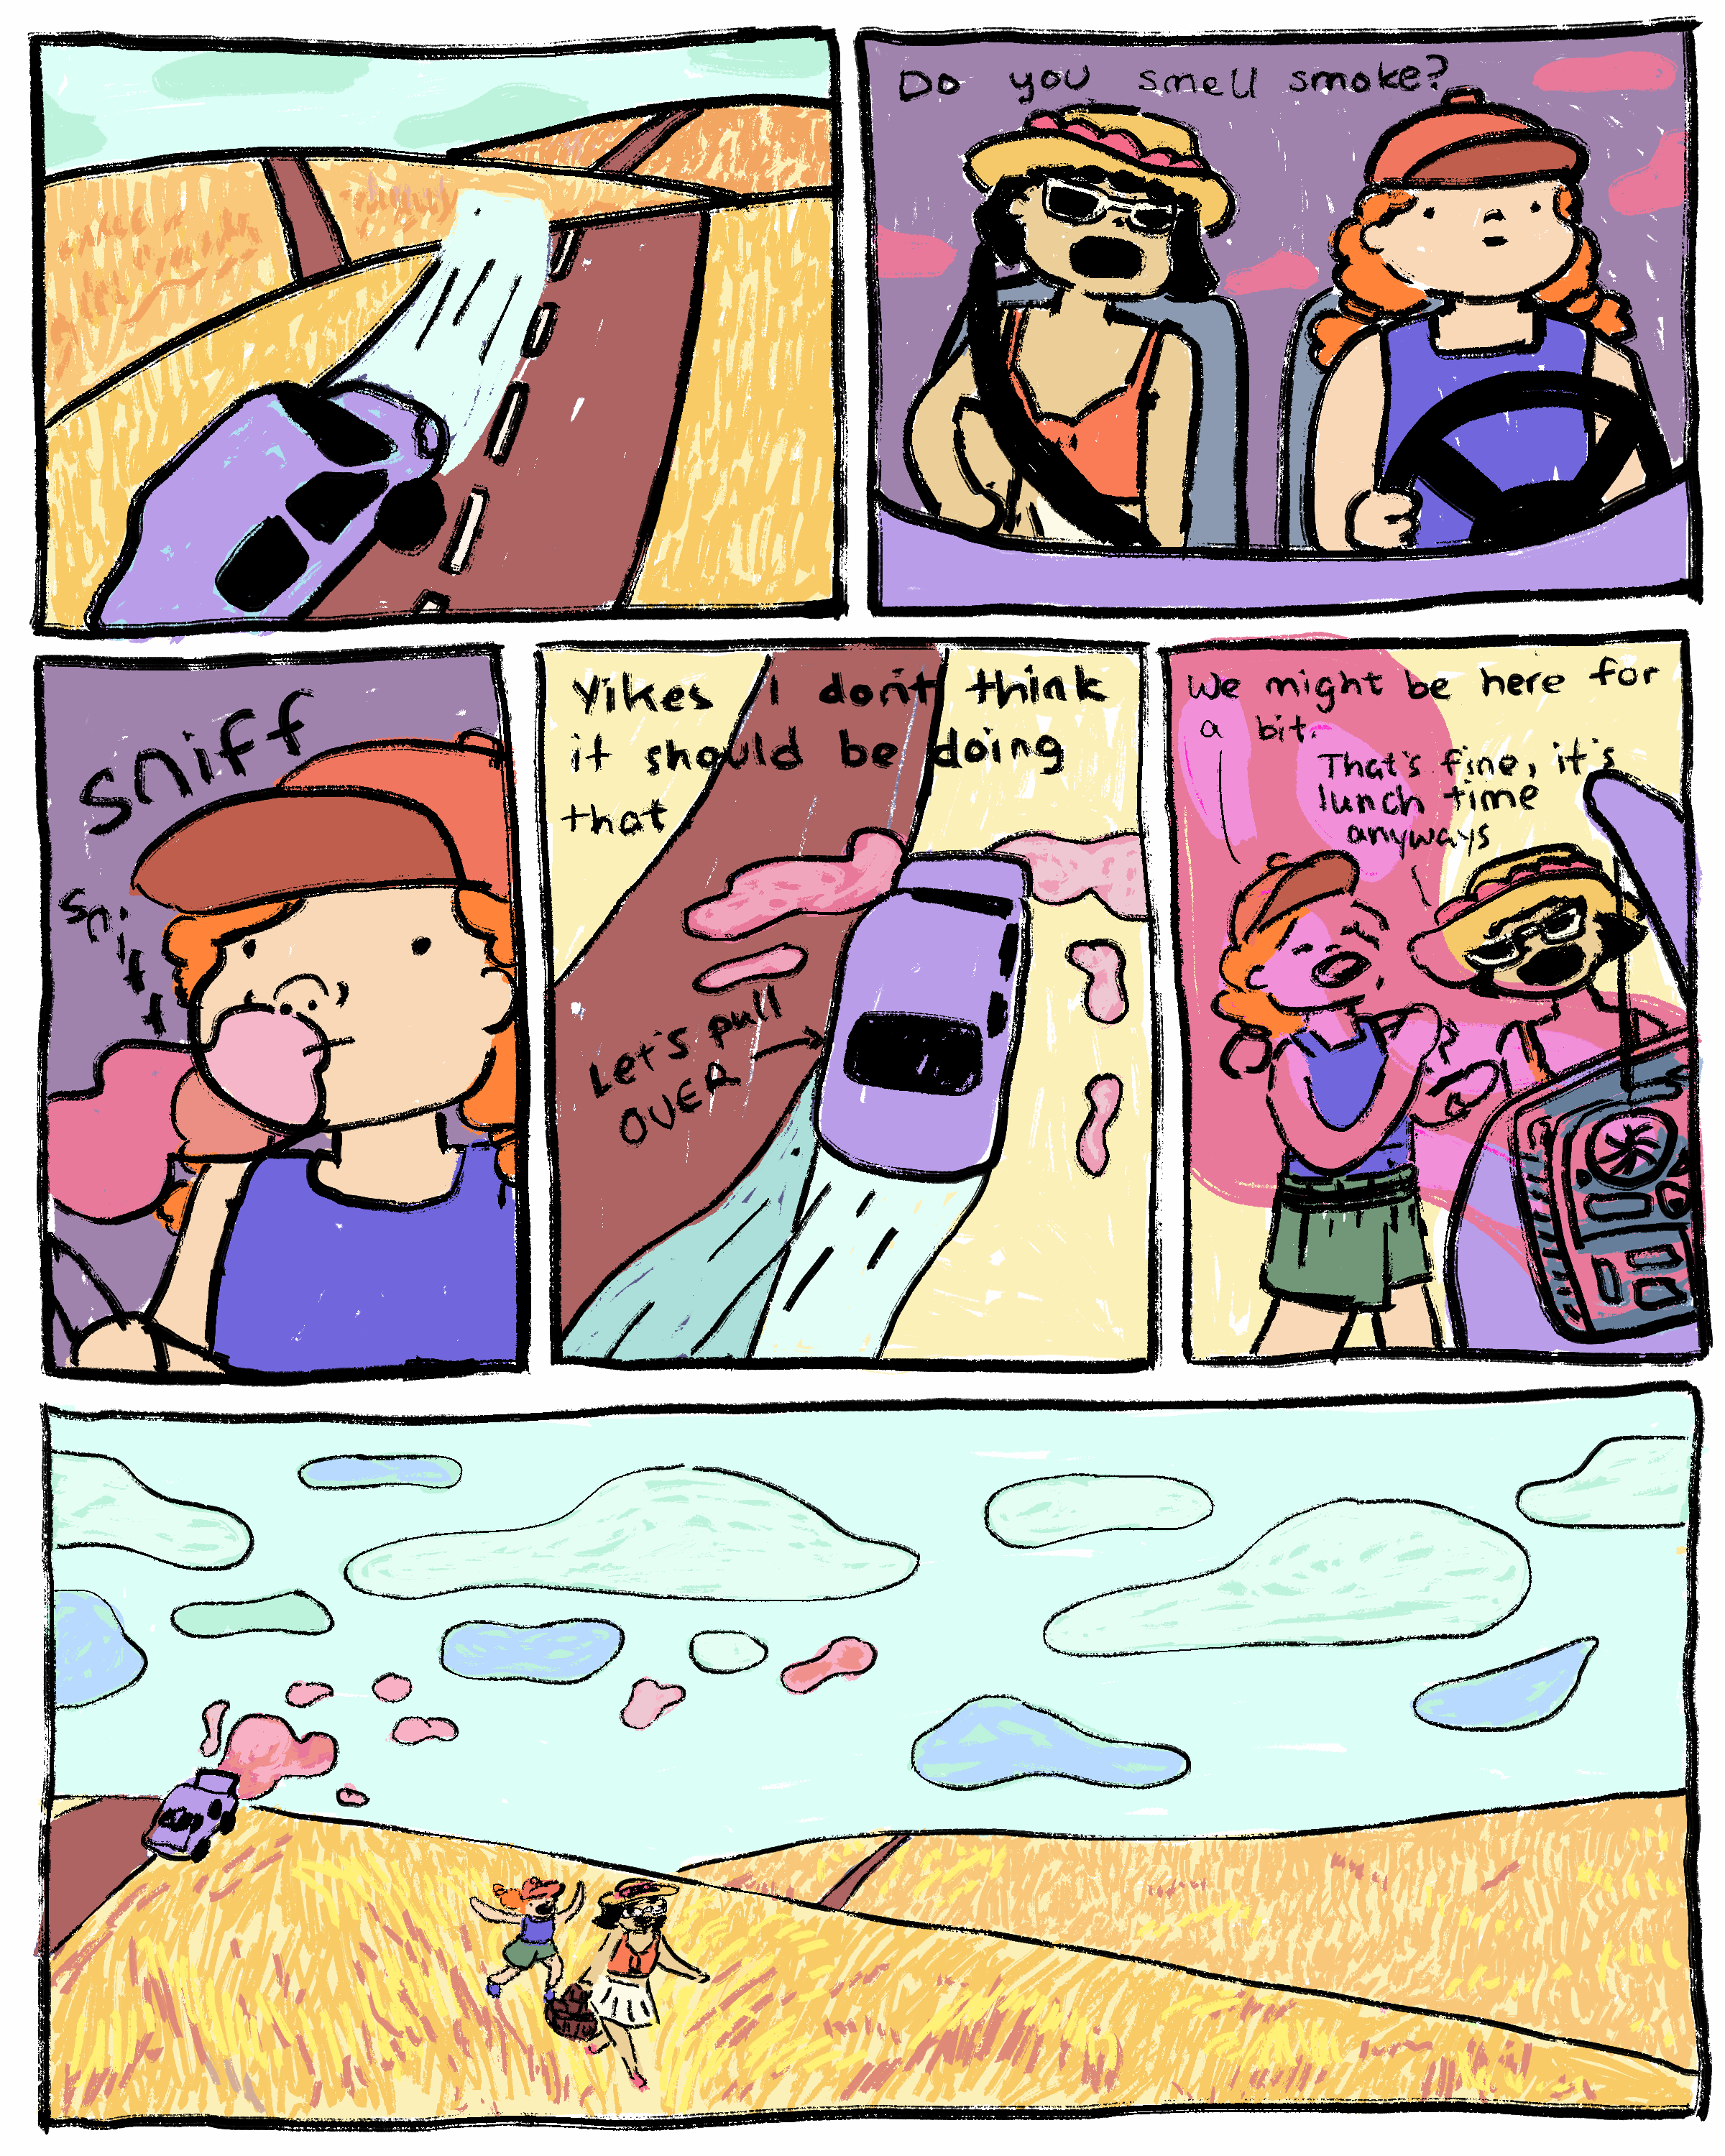 Do you smell smoke?
Sniff
sniff
Yikes I don't think
it should be doing
that
Let's pull
OVER
We might be here for
a bit.
That's fine, it's
lunch time
anyways